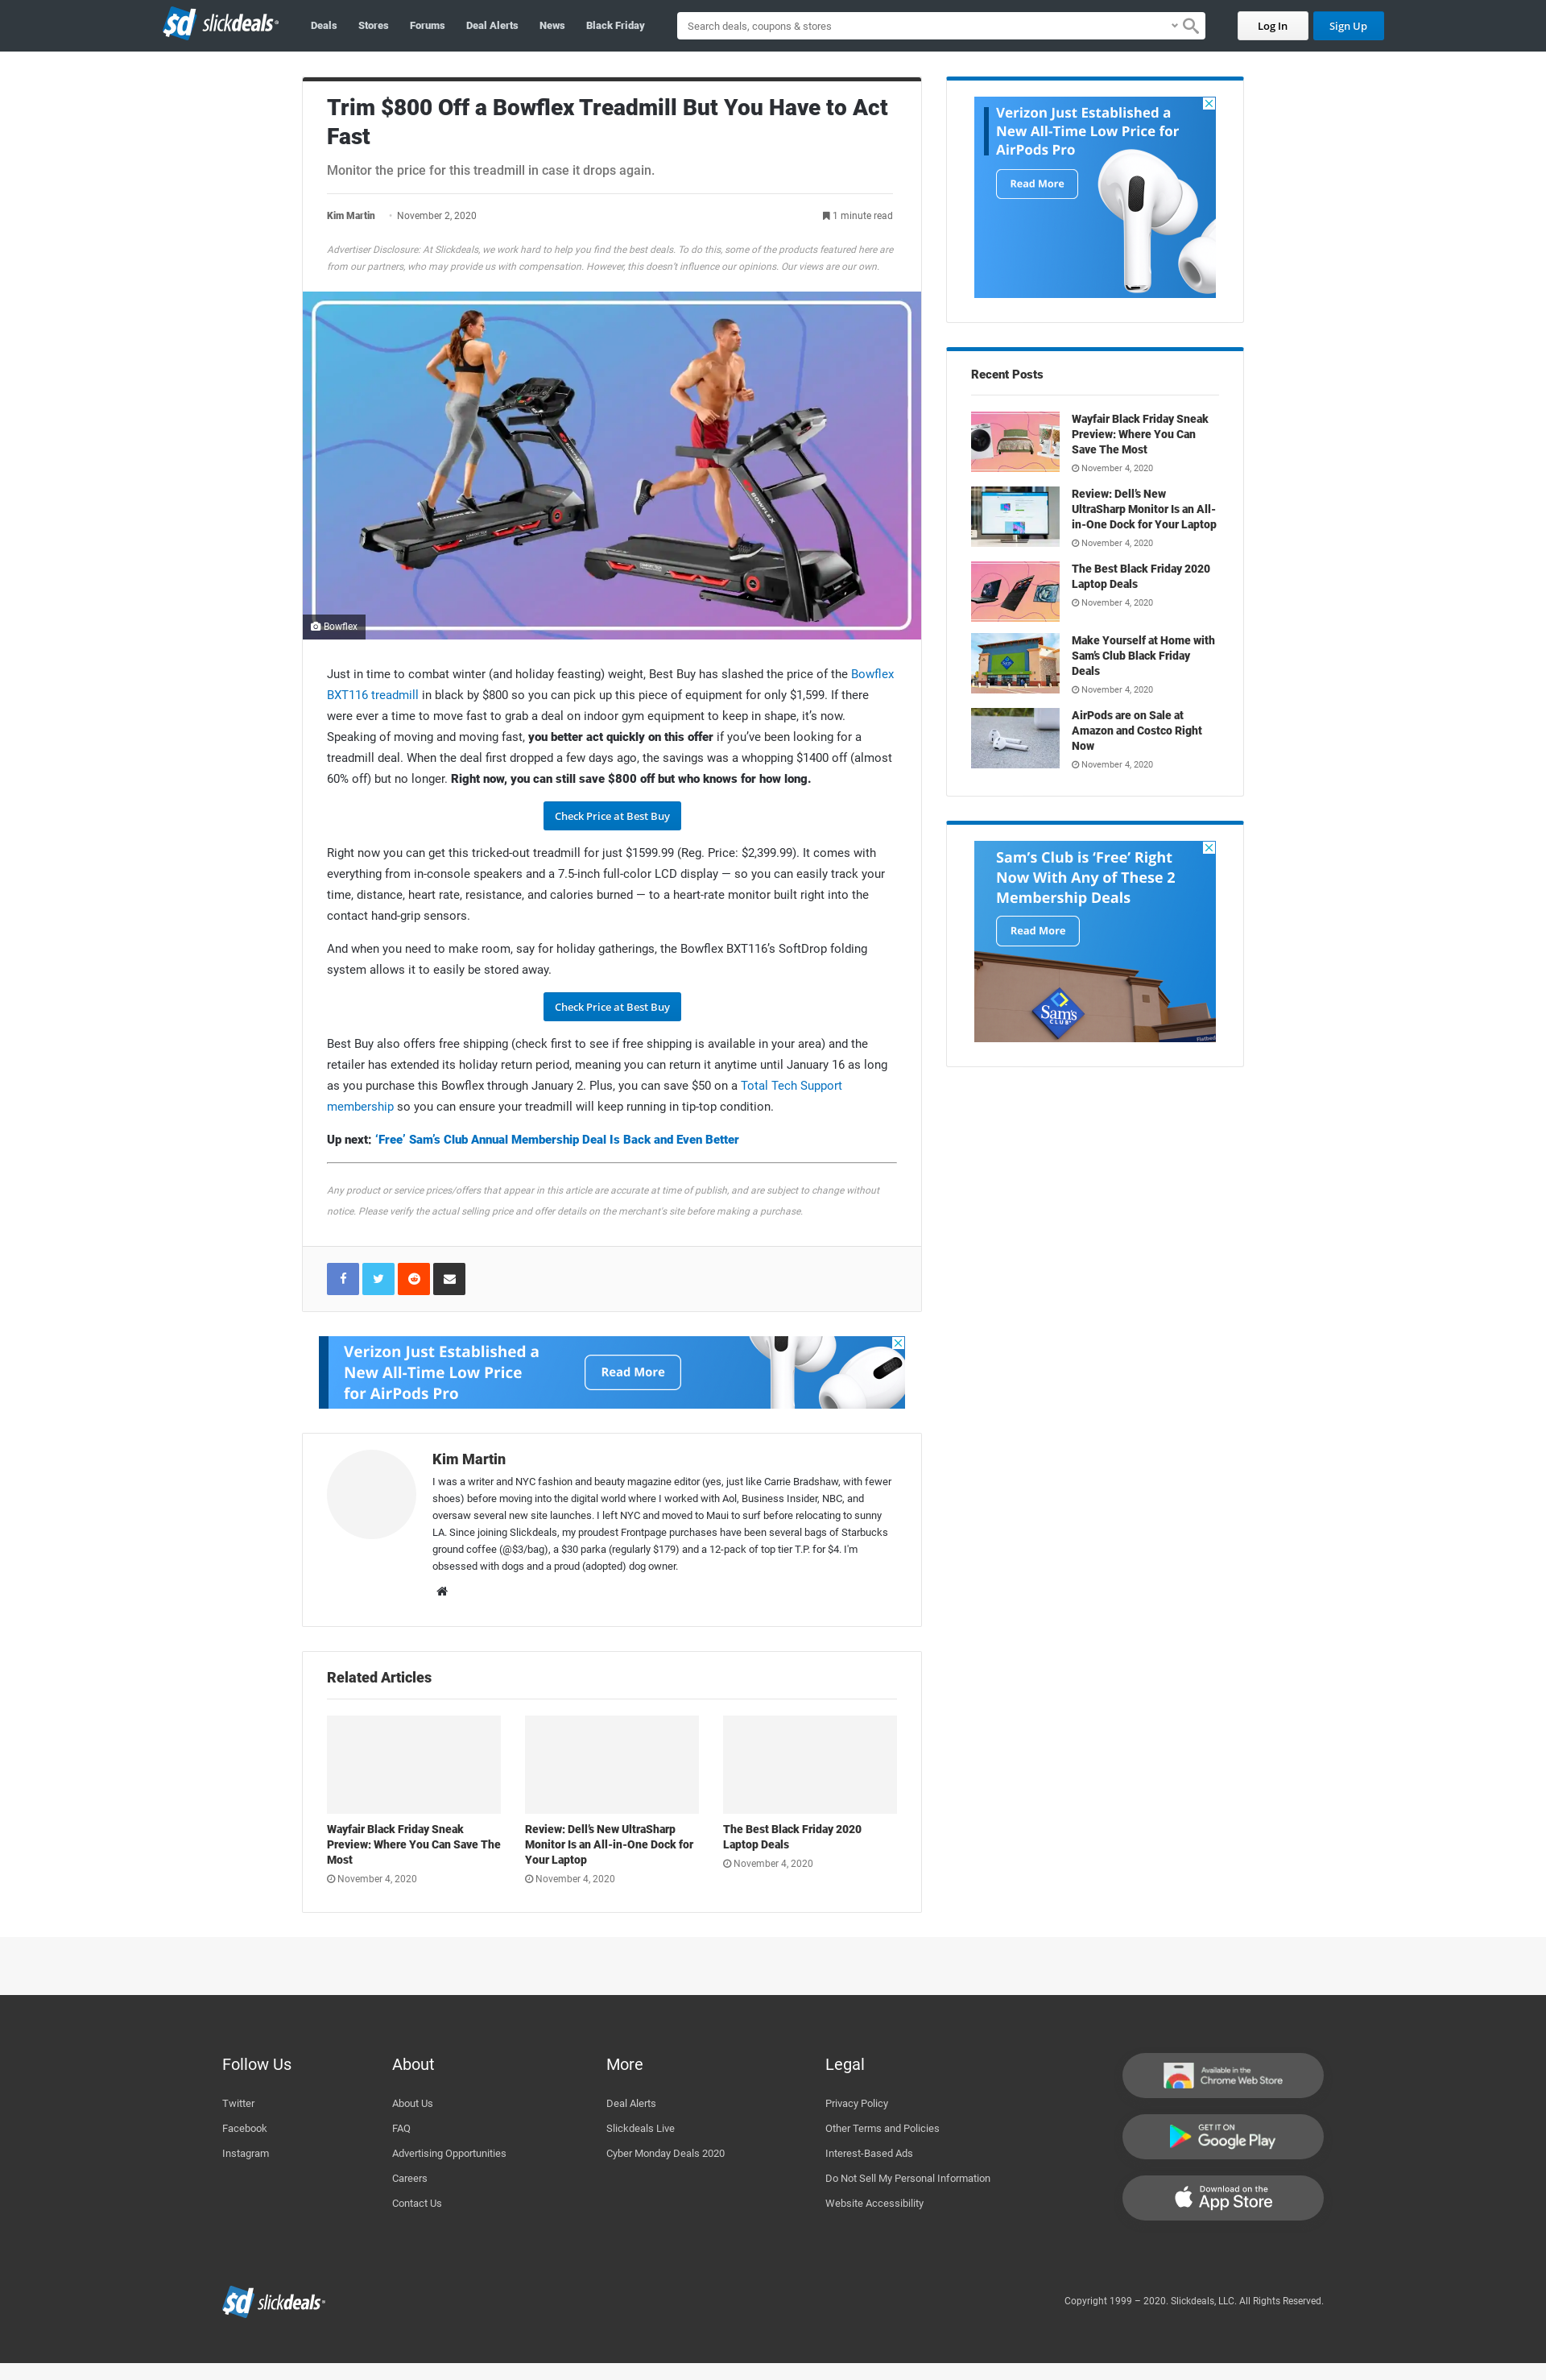 sd slickdeals
Deals Stores Forums Deal Alerts News Black Friday
Search deals, coupons & stores
Log In Sign Up
Trim $800 Off a Bowflex Treadmill But You Have to Act
Fast
Monitor the price for this treadmill in case it drops again.
Kim Martin November 2, 2020 1 minute read
Advertiser Disclosure: At Slickdeals, we work hard to help you find the best deals. To do this, some of the products featured here are
from our partners, who may provide us with compensation. However, this doesn't influence our opinions. Our views are our own.
BOWFLEX
BOWFLEX
Bowflex
Just in time to combat winter (and holiday feasting) weight, Best Buy has slashed the price of the Bowflex
BXT116 treadmill in black by $800 so you can pick up this piece of equipment for only $1,599. If there
were ever a time to move fast to grab a deal on indoor gym equipment to keep in shape, it’s now.
Speaking of moving and moving fast, you better act quickly on this offer if you’ve been looking for a
treadmill deal. When the deal first dropped a few days ago, the savings was a whopping $1400 off (almost
60% off) but no longer. Right now, you can still save $800 off but who knows for how long.
Check Price at Best Buy
Right now you can get this tricked-out treadmill for just $1599.99 (Reg. Price: $2,399.99). It comes with
everything from in-console speakers and a 7.5-inch full-color LCD display — so you can easily track your
time, distance, heart rate, resistance, and calories burned — to a heart-rate monitor built right into the
contact hand-grip sensors.
And when you need to make room, say for holiday gatherings, the Bowflex BXT116’s SoftDrop folding
system allows it to easily be stored away.
Check Price at Best Buy
Best Buy also offers free shipping (check first to see if free shipping is available in your area) and the
retailer has extended its holiday return period, meaning you can return it anytime until January 16 as long
as you purchase this Bowflex through January 2. Plus, you can save $50 on a Total Tech Support
membership so you can ensure your treadmill will keep running in tip-top condition.
Up next: ‘Free’ Sam’s Club Annual Membership Deal Is Back and Even Better
Any product or service prices/offers that appear in this article are accurate at time of publish, and are subject to change without
notice. Please verify the actual selling price and offer details on the merchant's site before making a purchase.
Verizon Just Established a
New All-Time Low Price
for AirPods Pro
Read More
Kim Martin
I was a writer and NYC fashion and beauty magazine editor (yes, just like Carrie Bradshaw, with fewer
shoes) before moving into the digital world where I worked with Aol, Business Insider, NBC, and
oversaw several new site launches. I left NYC and moved to Maui to surf before relocating to sunny
LA. Since joining Slickdeals, my proudest Frontpage purchases have been several bags of Starbucks
ground coffee (@$3/bag), a $30 parka (regularly $179) and a 12-pack of top tier T.P. for $4. I'm
obsessed with dogs and a proud (adopted) dog owner.
Related Articles
Wayfair Black Friday Sneak
Preview: Where You Can Save The
Most
November 4, 2020
Review: Dell’s New UltraSharp
Monitor Is an All-in-One Dock for
Your Laptop
November 4, 2020
The Best Black Friday 2020
Laptop Deals
November 4, 2020
Verizon Just Established a
New All-Time Low Price for
AirPods Pro
Read More
Recent Posts
Wayfair Black Friday Sneak
Preview: Where You Can
Save The Most
November 4, 2020
Review: Dell’s New
UltraSharp Monitor Is an All-
in-One Dock for Your Laptop
November 4, 2020
The Best Black Friday 2020
Laptop Deals
November 4, 2020
Make Yourself at Home with
Sam’s Club Black Friday
Deals
November 4, 2020
AirPods are on Sale at
Amazon and Costco Right
Now
November 4, 2020
Sam’s Club is ‘Free’ Right
Now With Any of These 2
Membership Deals
Read More
Sam's
CLUB
Follow Us
Twitter
Facebook
Instagram
About
About Us
FAQ
Advertising Opportunities
Careers
Contact Us
More
Deal Alerts
Slickdeals Live
Cyber Monday Deals 2020
Legal
Privacy Policy
Other Terms and Policies
Interest-Based Ads
Do Not Sell My Personal Information
Website Accessibility
Available in the
Chrome Web Store
GET IT ON
Google Play
Download on the
App Store
sd slickdeals
Copyright 1999 – 2020. Slickdeals, LLC. All Rights Reserved.